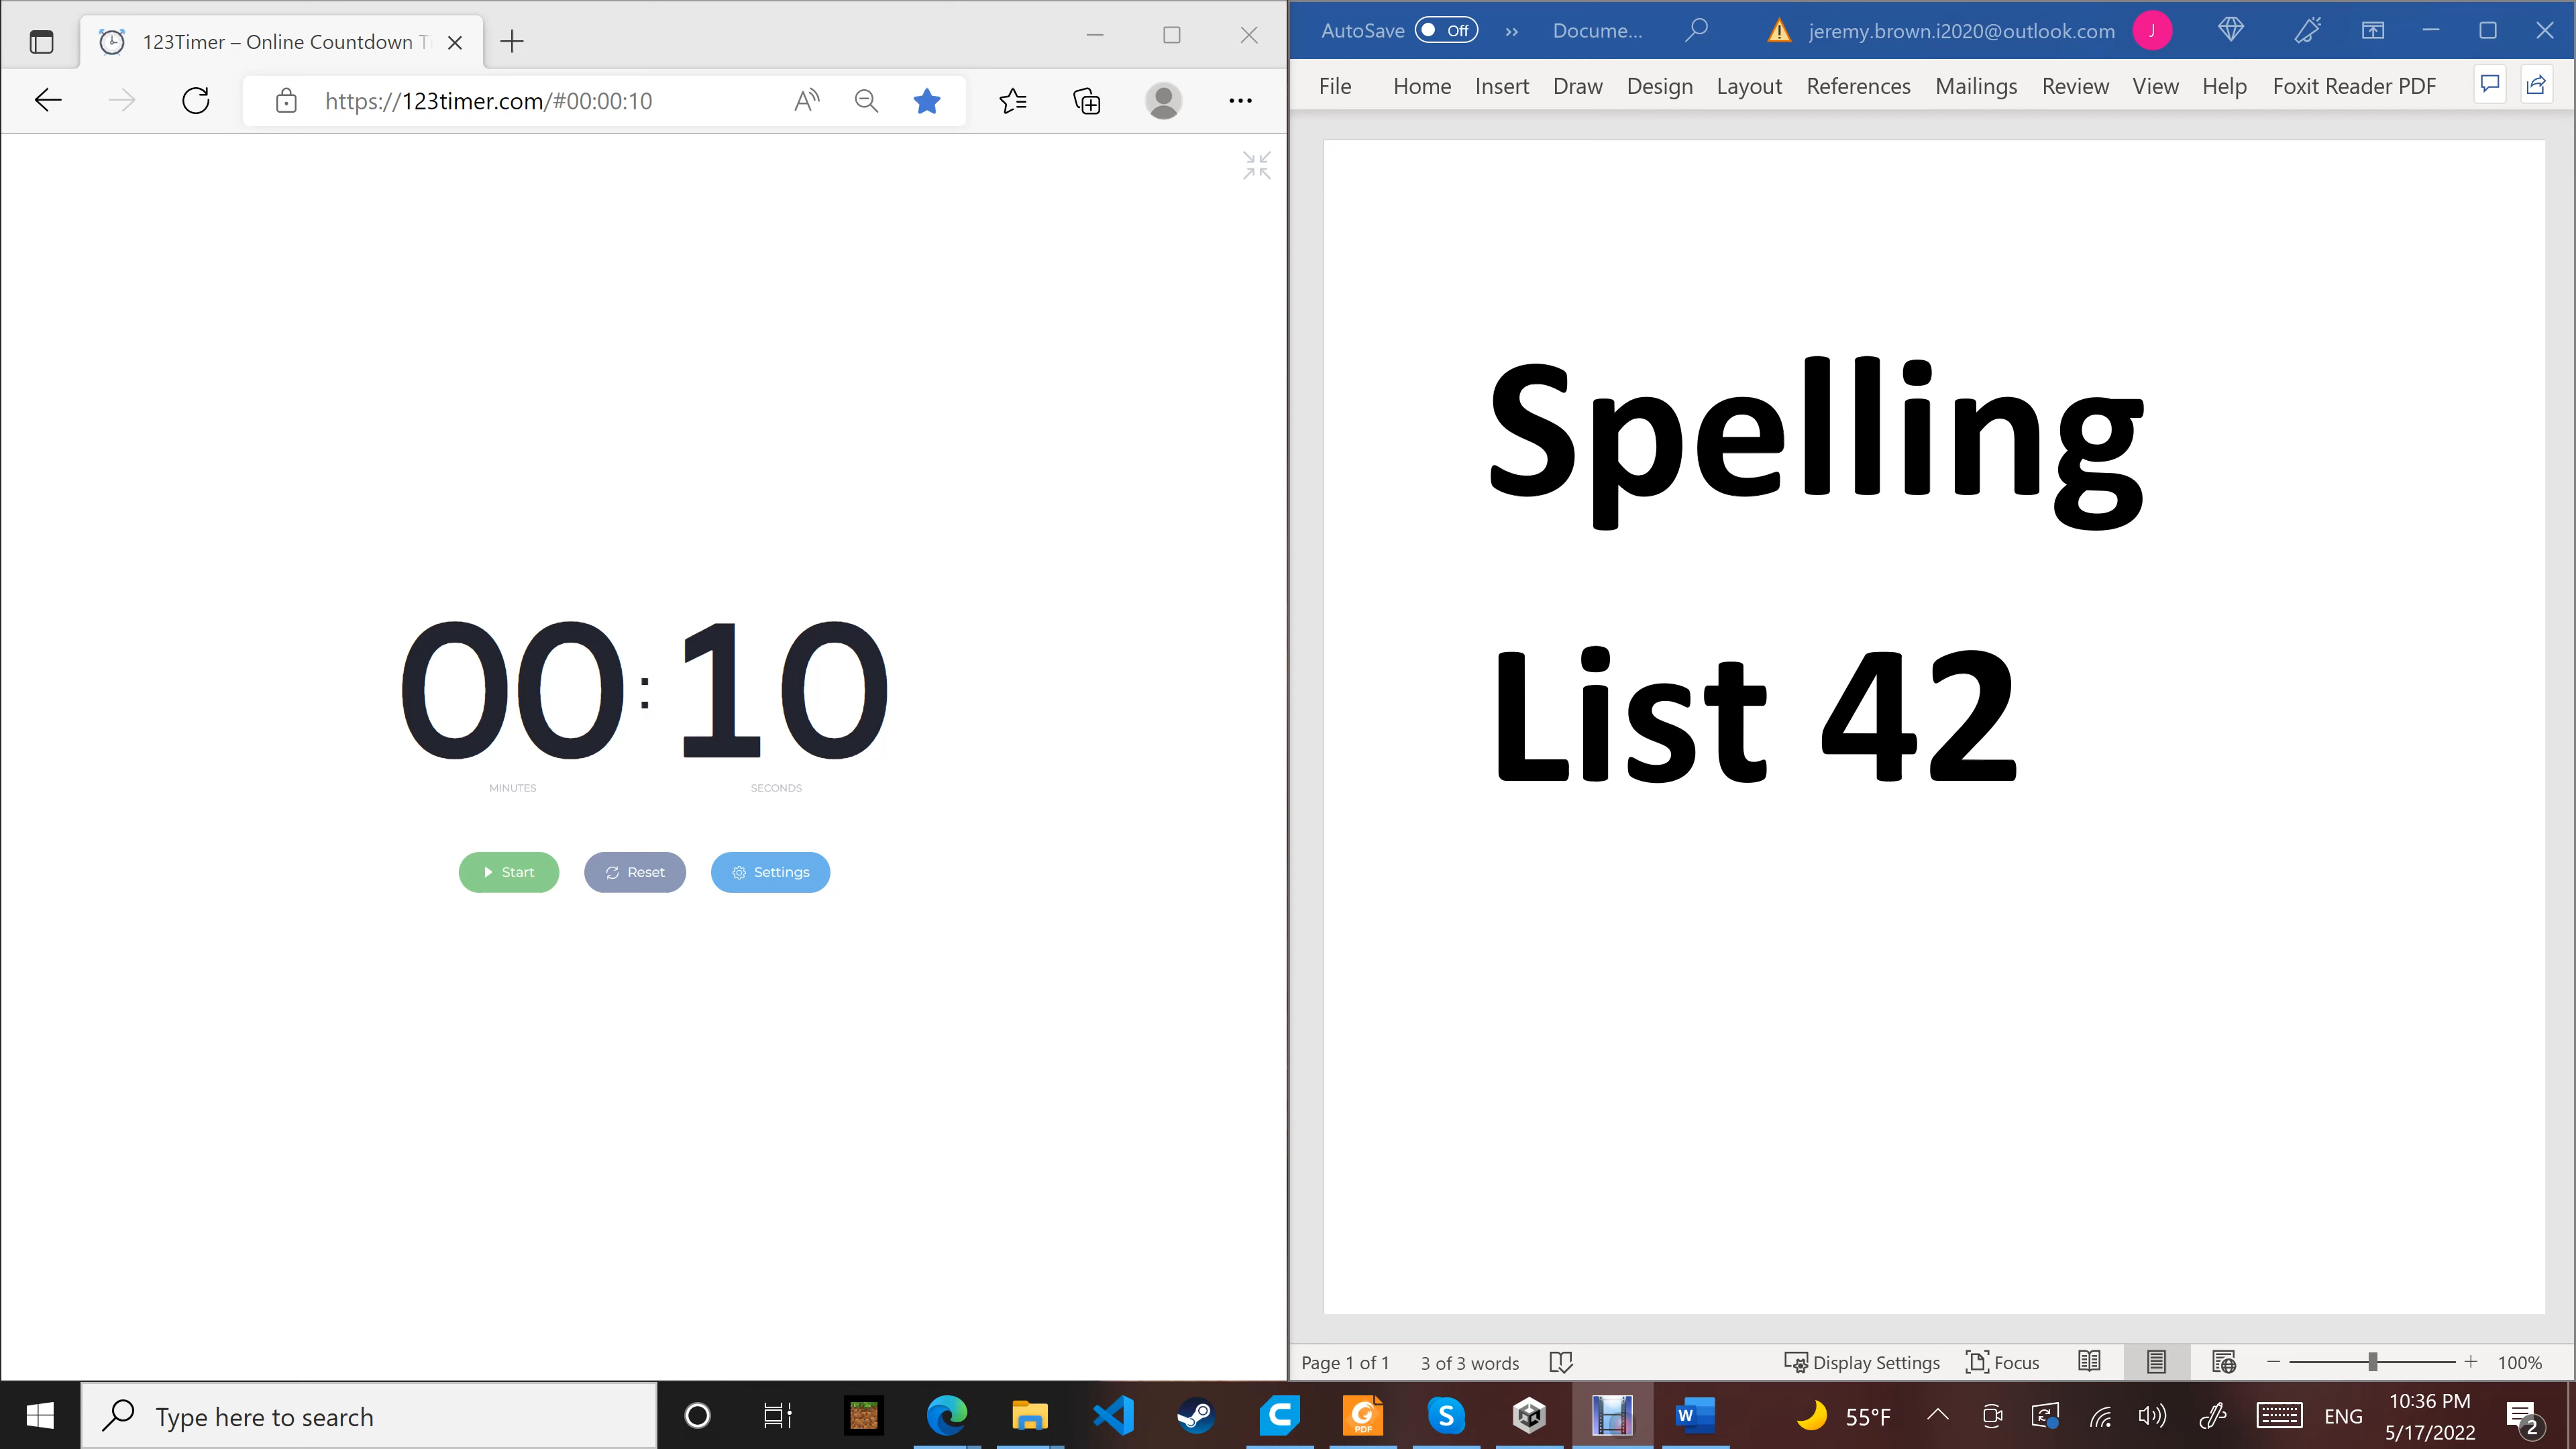 123Timer – Online Countdown T
https://123timer.com/#00:00:10
00:10
MINUTES
SECONDS
Start
Reset
Settings
AutoSave
Off
Docume...
jeremy.brown.i2020@outlook.com
J
File
Home
Insert
Draw
Design
Layout
References
Mailings
Review
View
Help
Foxit Reader PDF
Spelling
List 42
Page 1 of 1
3 of 3 words
Display Settings
Focus
100%
Type here to search
PDF
S
W
55°F
ENG
10:36 PM
5/17/2022
2